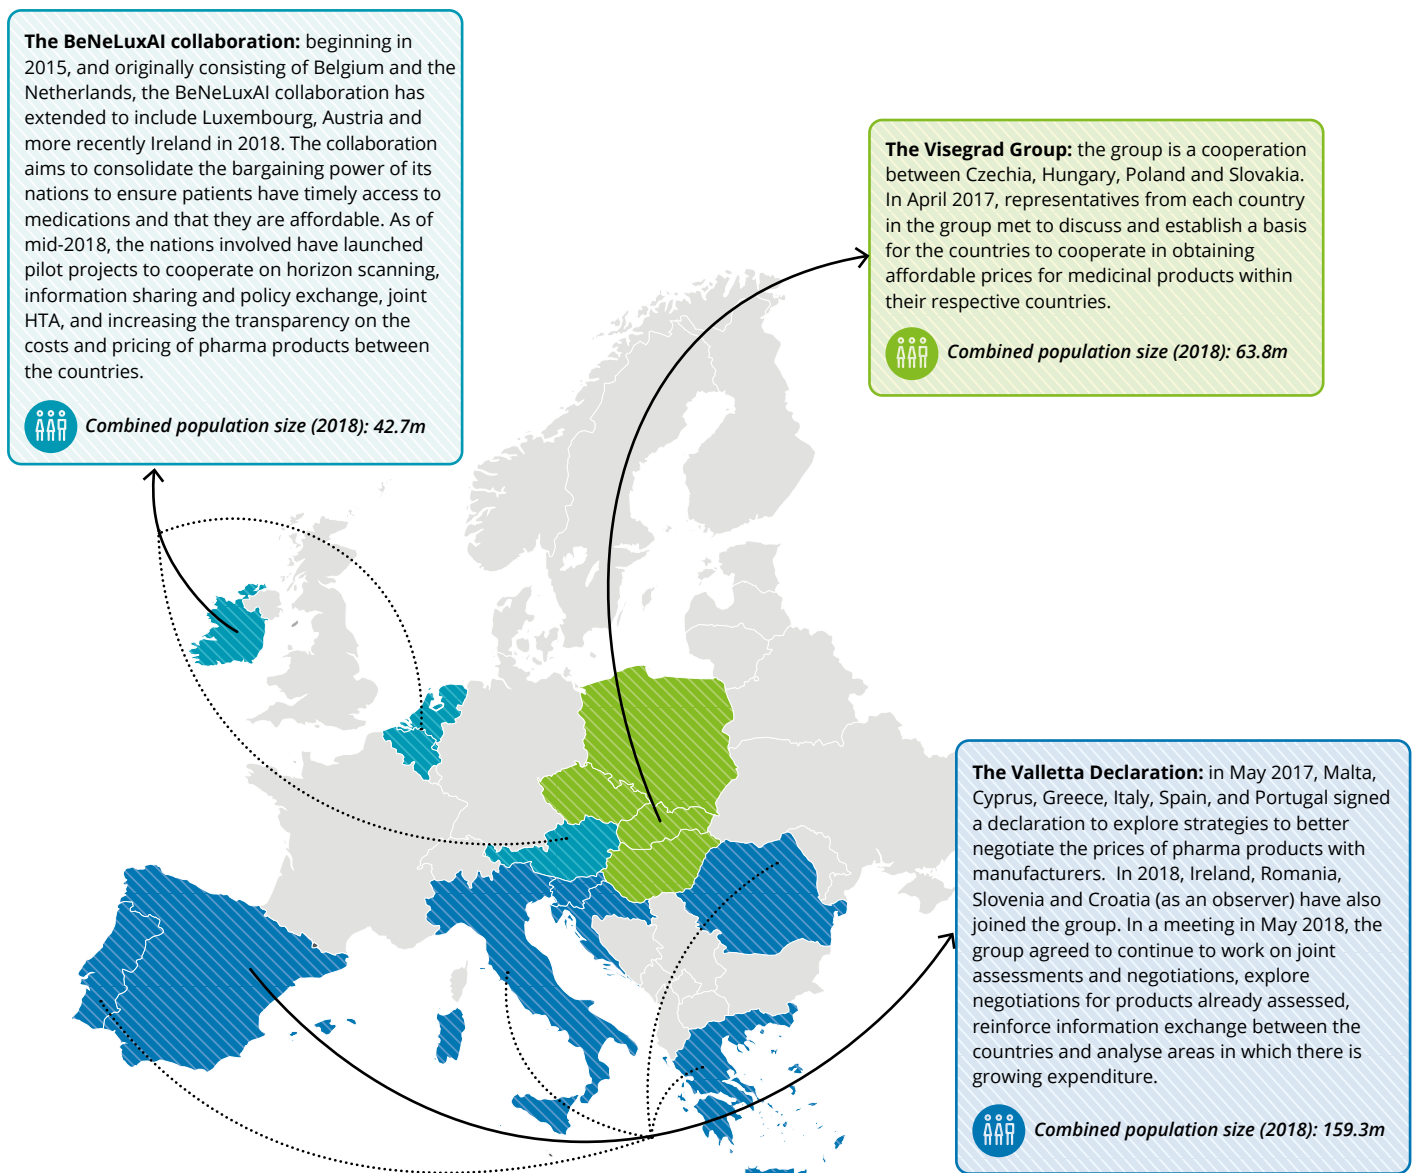 The BeNeLuxAI collaboration: beginning in
2015, and originally consisting of Belgium and the
Netherlands, the BeNeLuxAI collaboration has
extended to include Luxembourg, Austria and
more recently Ireland in 2018. The collaboration
aims to consolidate the bargaining power of its
nations to ensure patients have timely access to
medications and that they are affordable. As of
mid-2018, the nations involved have launched
pilot projects to cooperate on horizon scanning,
information sharing and policy exchange, joint
HTA, and increasing the transparency on the
costs and pricing of pharma products between
the countries.
Combined population size (2018): 42.7m
The Visegrad Group: the group is a cooperation
between Czechia, Hungary, Poland and Slovakia.
In April 2017, representatives from each country
in the group met to discuss and establish a basis
for the countries to cooperate in obtaining
affordable prices for medicinal products within
their respective countries.
Combined population size (2018): 63.8m
The Valletta Declaration: in May 2017, Malta,
Cyprus, Greece, Italy, Spain, and Portugal signed
a declaration to explore strategies to better
negotiate the prices of pharma products with
manufacturers. In 2018, Ireland, Romania,
Slovenia and Croatia (as an observer) have also
joined the group. In a meeting in May 2018, the
group agreed to continue to work on joint
assessments and negotiations, explore
negotiations for products already assessed,
reinforce information exchange between the
countries and analyse areas in which there is
growing expenditure.
Combined population size (2018): 159.3m